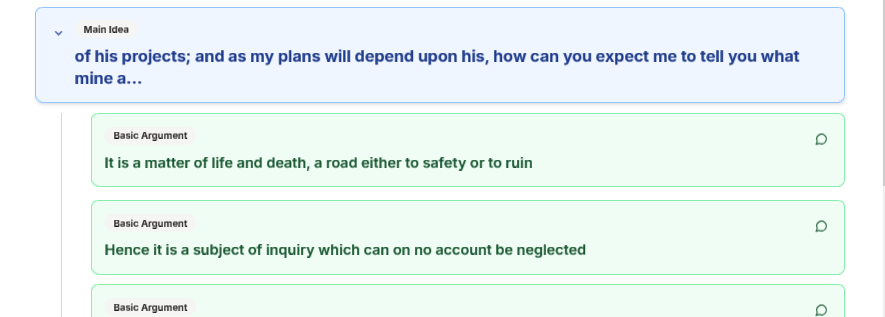 Main Idea
of his projects; and as my plans will depend upon his, how can you expect me to tell you what
mine a...
Basic Argument
It is a matter of life and death, a road either to safety or to ruin
Basic Argument
Hence it is a subject of inquiry which can on no account be neglected
Basic Argument